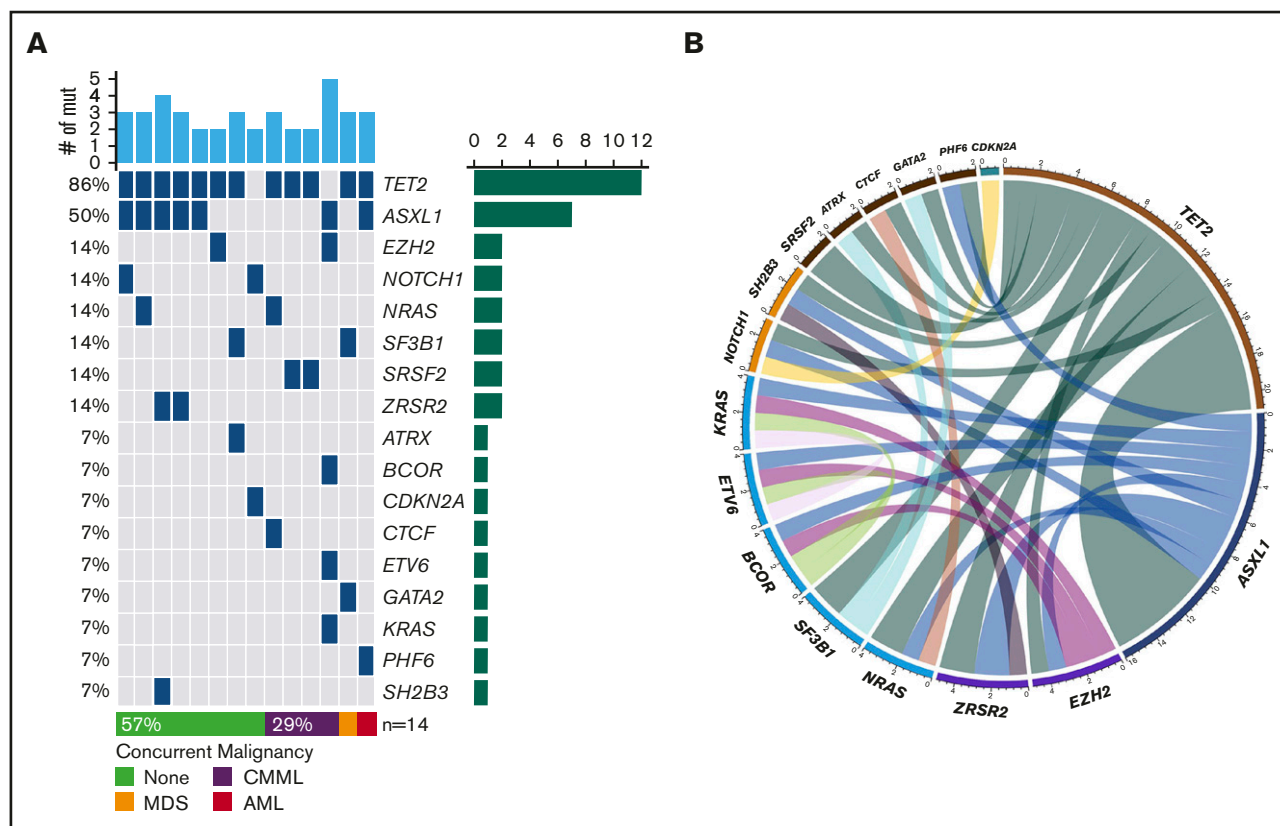 A
# of mut
5
4
3
2
1
0
0 2 4 6 8 10 12
86% TET2
50% ASXL1
14% EZH2
14% NOTCH1
14% NRAS
14% SF3B1
14% SRSF2
14% ZRSR2
7% ATRX
7% BCOR
7% CDKN2A
7% CTCF
7% ETV6
7% GATA2
7% KRAS
7% PHF6
7% SH2B3
57% 29% n=14
Concurrent Malignancy
None CMML
MDS AML
B
TET2
ASXL1
EZH2
ZRSR2
NRAS
SF3B1
BCOR
ETV6
KRAS
NOTCH1
SH2B3
SRSF2
ATRX
CTCF
GATA2
PHF6
CDKN2A